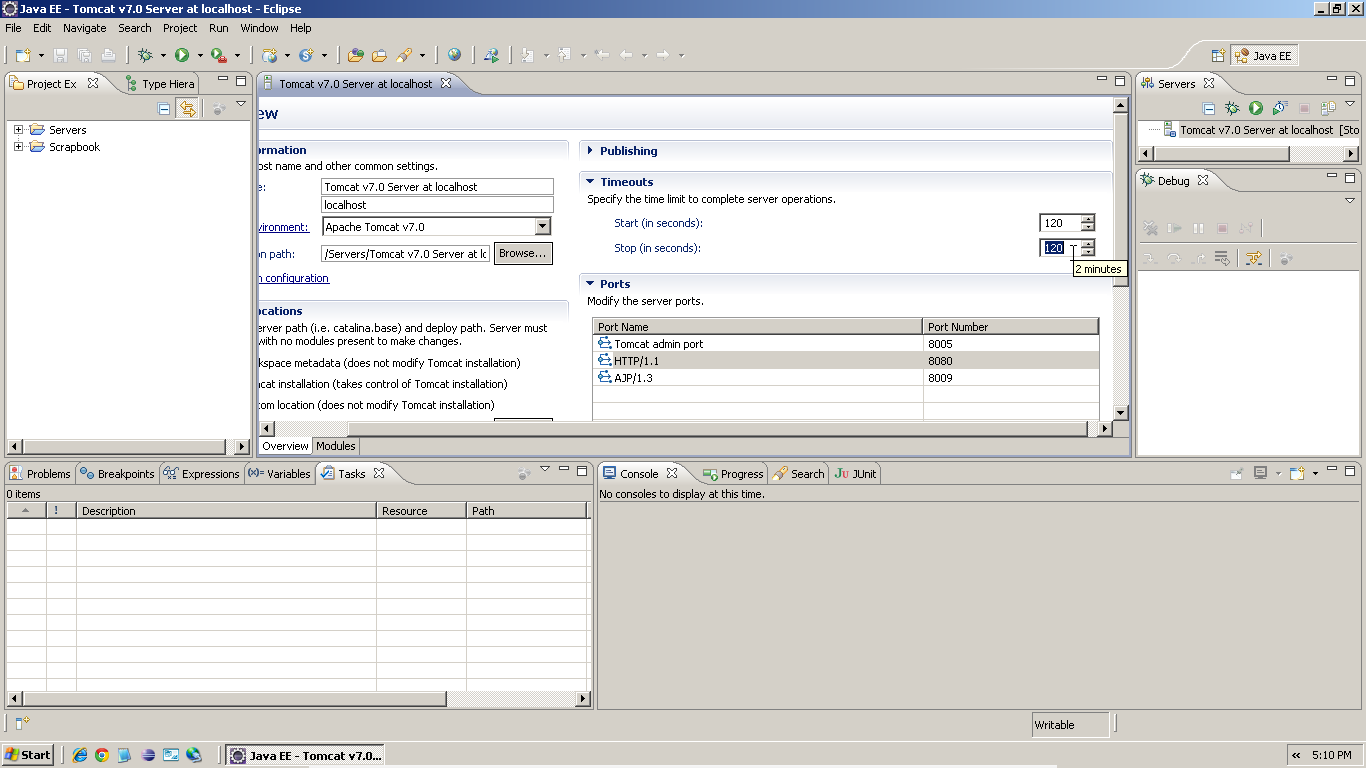 Java EE - Tomcat v7.0 Server at localhost - Eclipse
File Edit Navigate Search Project Run Window Help
Java EE
Project Ex
Type Hiera
Servers
Scrapbook
Tomcat v7.0 Server at localhost
ew
ormation
ost name and other common settings.
e: Tomcat v7.0 Server at localhost
localhost
vironment: Apache Tomcat v7.0
on path: /Servers/Tomcat v7.0 Server at lo Browse...
n configuration
ocations
erver path (i.e. catalina.base) and deploy path. Server must
with no modules present to make changes.
kspace metadata (does not modify Tomcat installation)
mcat installation (takes control of Tomcat installation)
tom location (does not modify Tomcat installation)
Publishing
Timeouts
Specify the time limit to complete server operations.
Start (in seconds): 120
Stop (in seconds): 120
2 minutes
Ports
Modify the server ports.
Port Name Port Number
Tomcat admin port 8005
HTTP/1.1 8080
AJP/1.3 8009
Overview Modules
Servers
Tomcat v7.0 Server at localhost [Sto
Debug
Problems Breakpoints Expressions (x)= Variables Tasks
0 items
! Description Resource Path
Console Progress Search Ju JUnit
No consoles to display at this time.
Writable
Start
Java EE - Tomcat v7.0...
« 5:10 PM